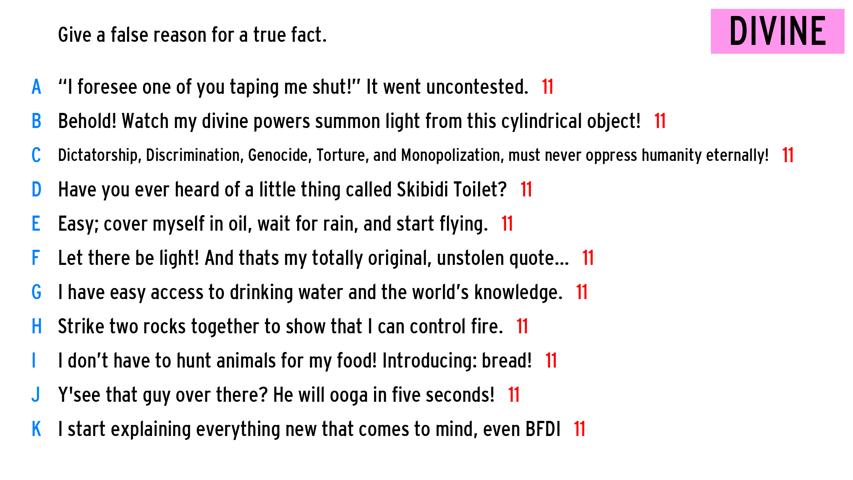 Give a false reason for a true fact.
DIVINE
A "I foresee one of you taping me shut!" It went uncontested. 11
B Behold! Watch my divine powers summon light from this cylindrical object! 11
C Dictatorship, Discrimination, Genocide, Torture, and Monopolization, must never oppress humanity eternally! 11
D Have you ever heard of a little thing called Skibidi Toilet? 11
E Easy; cover myself in oil, wait for rain, and start flying. 11
F Let there be light! And thats my totally original, unstolen quote... 11
G I have easy access to drinking water and the world's knowledge. 11
H Strike two rocks together to show that I can control fire. 11
I I don't have to hunt animals for my food! Introducing: bread! 11
J Y'see that guy over there? He will ooga in five seconds! 11
K I start explaining everything new that comes to mind, even BFDI 11